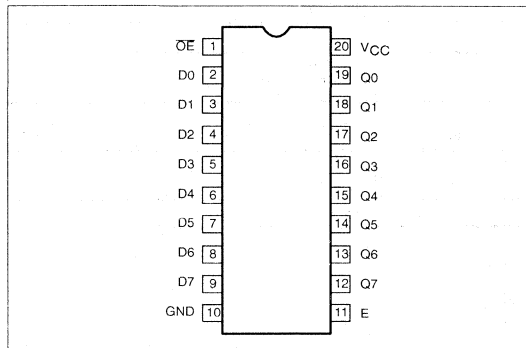 O̅E̅ 1 20 VCC
D0 2 19 Q0
D1 3 18 Q1
D2 4 17 Q2
D3 5 16 Q3
D4 6 15 Q4
D5 7 14 Q5
D6 8 13 Q6
D7 9 12 Q7
GND 10 11 E